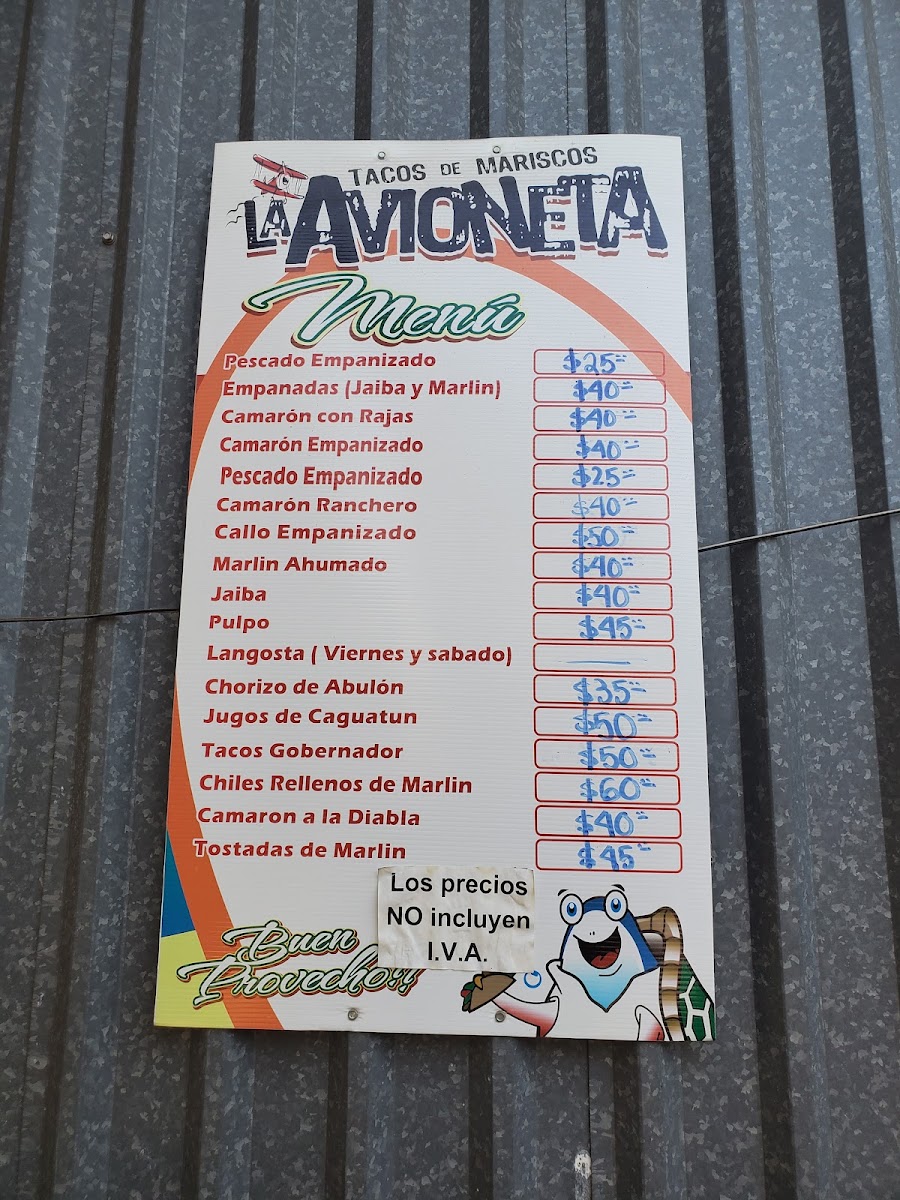 TACOS DE MARISCOS
LA AVIONETA
Menú
Pescado Empanizado $25=
Empanadas (Jaiba y Marlin) $40=
Camarón con Rajas $40=
Camarón Empanizado $40=
Pescado Empanizado $25=
Camarón Ranchero $40=
Callo Empanizado $50=
Marlin Ahumado $40=
Jaiba $40=
Pulpo $45=
Langosta ( Viernes y sabado) —
Chorizo de Abulón $35=
Jugos de Caguatun $50=
Tacos Gobernador $50=
Chiles Rellenos de Marlin $60=
Camaron a la Diabla $40=
Tostadas de Marlin $45=
Los precios
NO incluyen
I.V.A.
Buen
Provecho!!